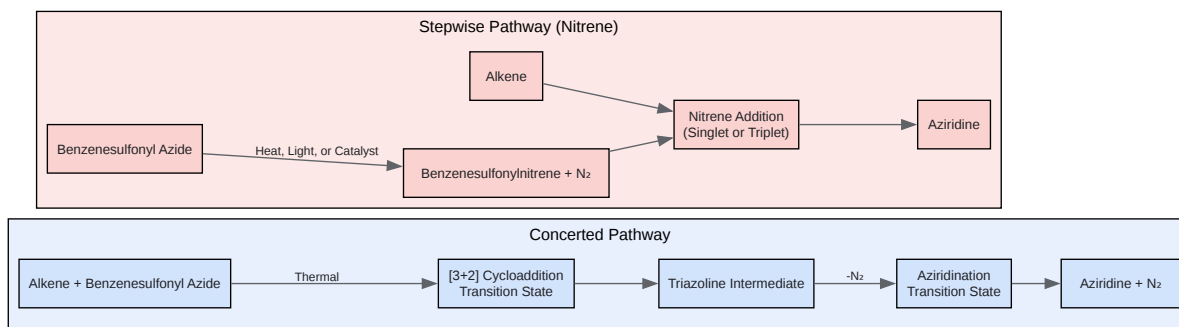 Stepwise Pathway (Nitrene)
Alkene
Benzenesulfonyl Azide
Heat, Light, or Catalyst
Benzenesulfonylnitrene + N₂
Nitrene Addition
(Singlet or Triplet)
Aziridine
Concerted Pathway
Alkene + Benzenesulfonyl Azide
Thermal
[3+2] Cycloaddition
Transition State
Triazoline Intermediate
-N₂
Aziridination
Transition State
Aziridine + N₂